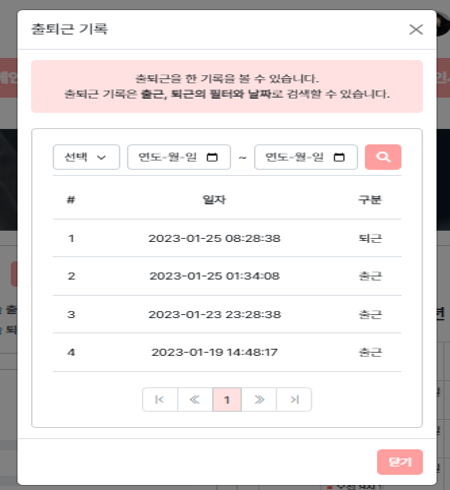 출퇴근 기록
출퇴근을 한 기록을 볼 수 있습니다.
출퇴근 기록은 출근, 퇴근의 필터와 날짜로 검색할 수 있습니다.
선택 연도-월-일 ~ 연도-월-일
# 일자 구분
1 2023-01-25 08:28:38 퇴근
2 2023-01-25 01:34:08 출근
3 2023-01-23 23:28:38 출근
4 2023-01-19 14:48:17 출근
1
닫기